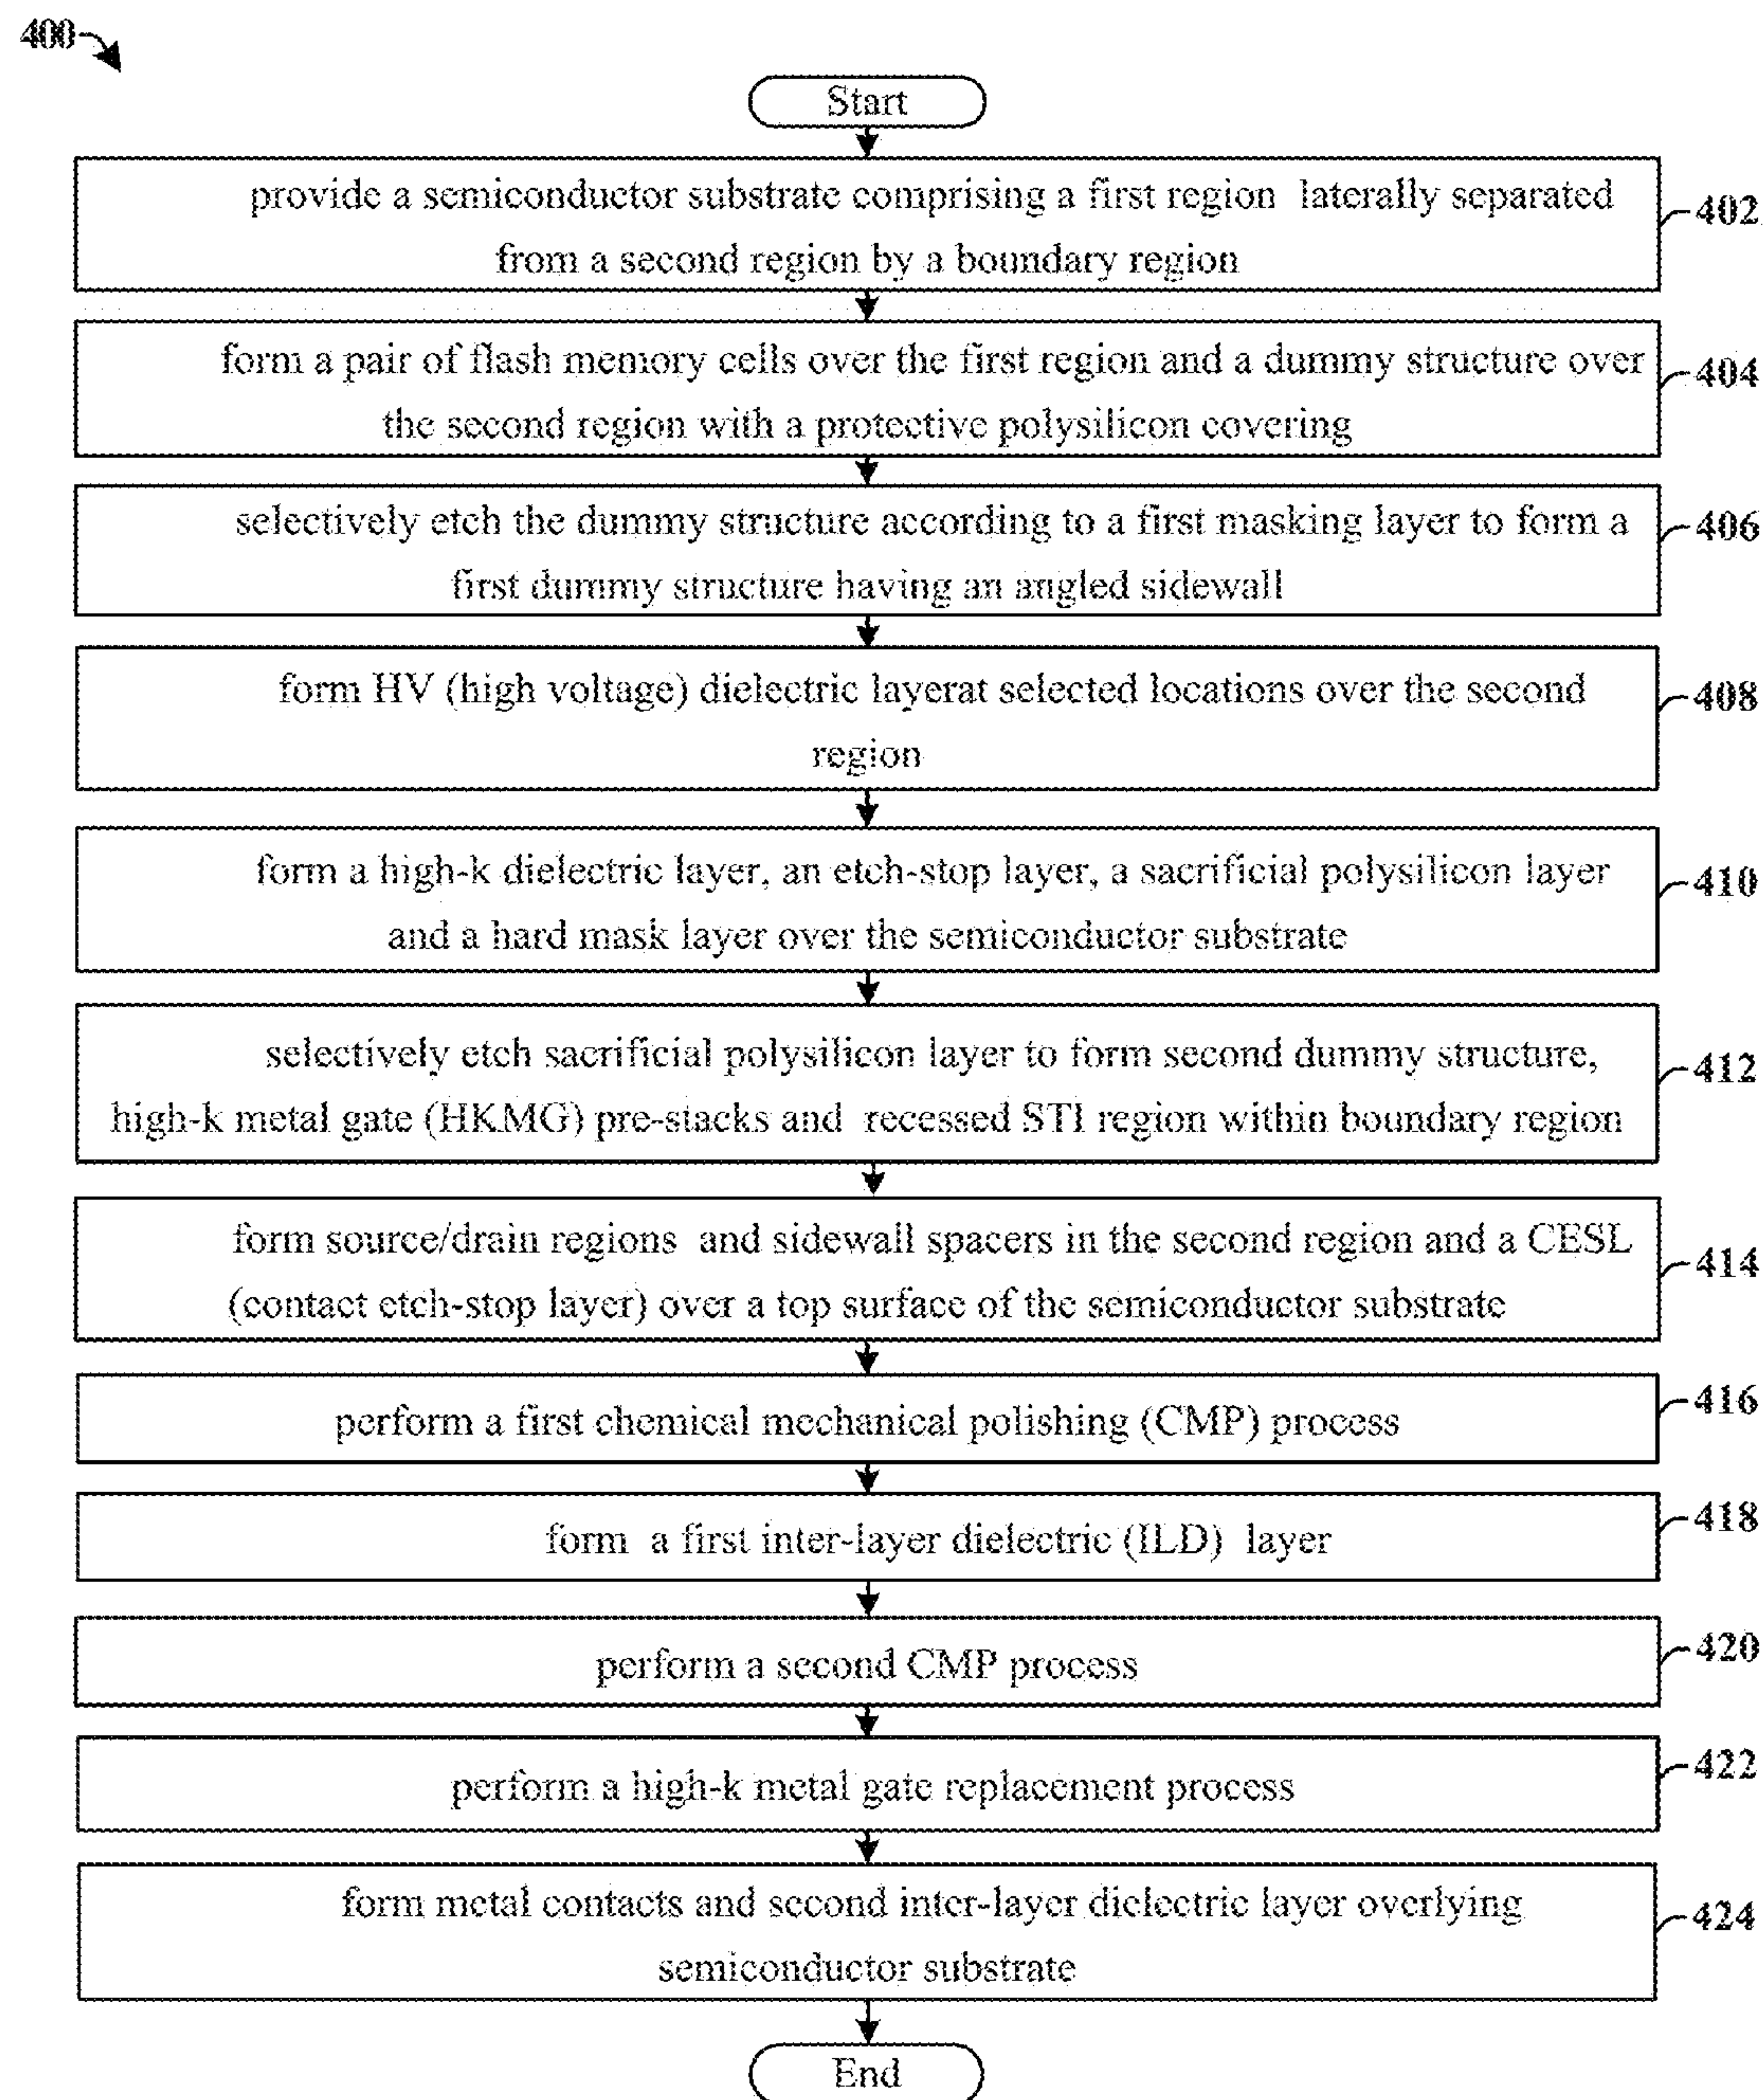 400
Start
provide a semiconductor substrate comprising a first region laterally separated
from a second region by a boundary region
402
form a pair of flash memory cells over the first region and a dummy structure over
the second region with a protective polysilicon covering
404
selectively etch the dummy structure according to a first masking layer to form a
first dummy structure having an angled sidewall
406
form HV (high voltage) dielectric layerat selected locations over the second
region
408
form a high-k dielectric layer, an etch-stop layer, a sacrificial polysilicon layer
and a hard mask layer over the semiconductor substrate
410
selectively etch sacrificial polysilicon layer to form second dummy structure,
high-k metal gate (HKMG) pre-stacks and recessed STI region within boundary region
412
form source/drain regions and sidewall spacers in the second region and a CESL
(contact etch-stop layer) over a top surface of the semiconductor substrate
414
perform a first chemical mechanical polishing (CMP) process
416
form a first inter-layer dielectric (ILD) layer
418
perform a second CMP process
420
perform a high-k metal gate replacement process
422
form metal contacts and second inter-layer dielectric layer overlying
semiconductor substrate
424
End